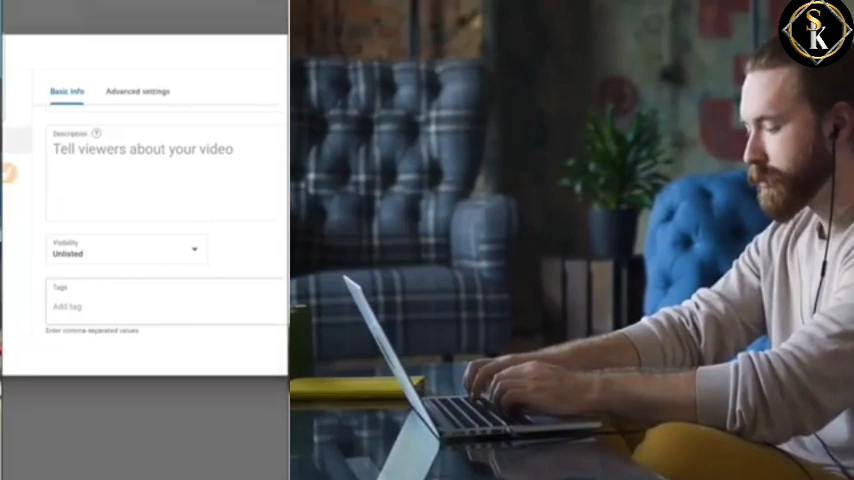 S
K
Basic info Advanced settings
Description ?
Tell viewers about your video
Visibility
Unlisted
Tags
Add tag
Enter comma-separated values